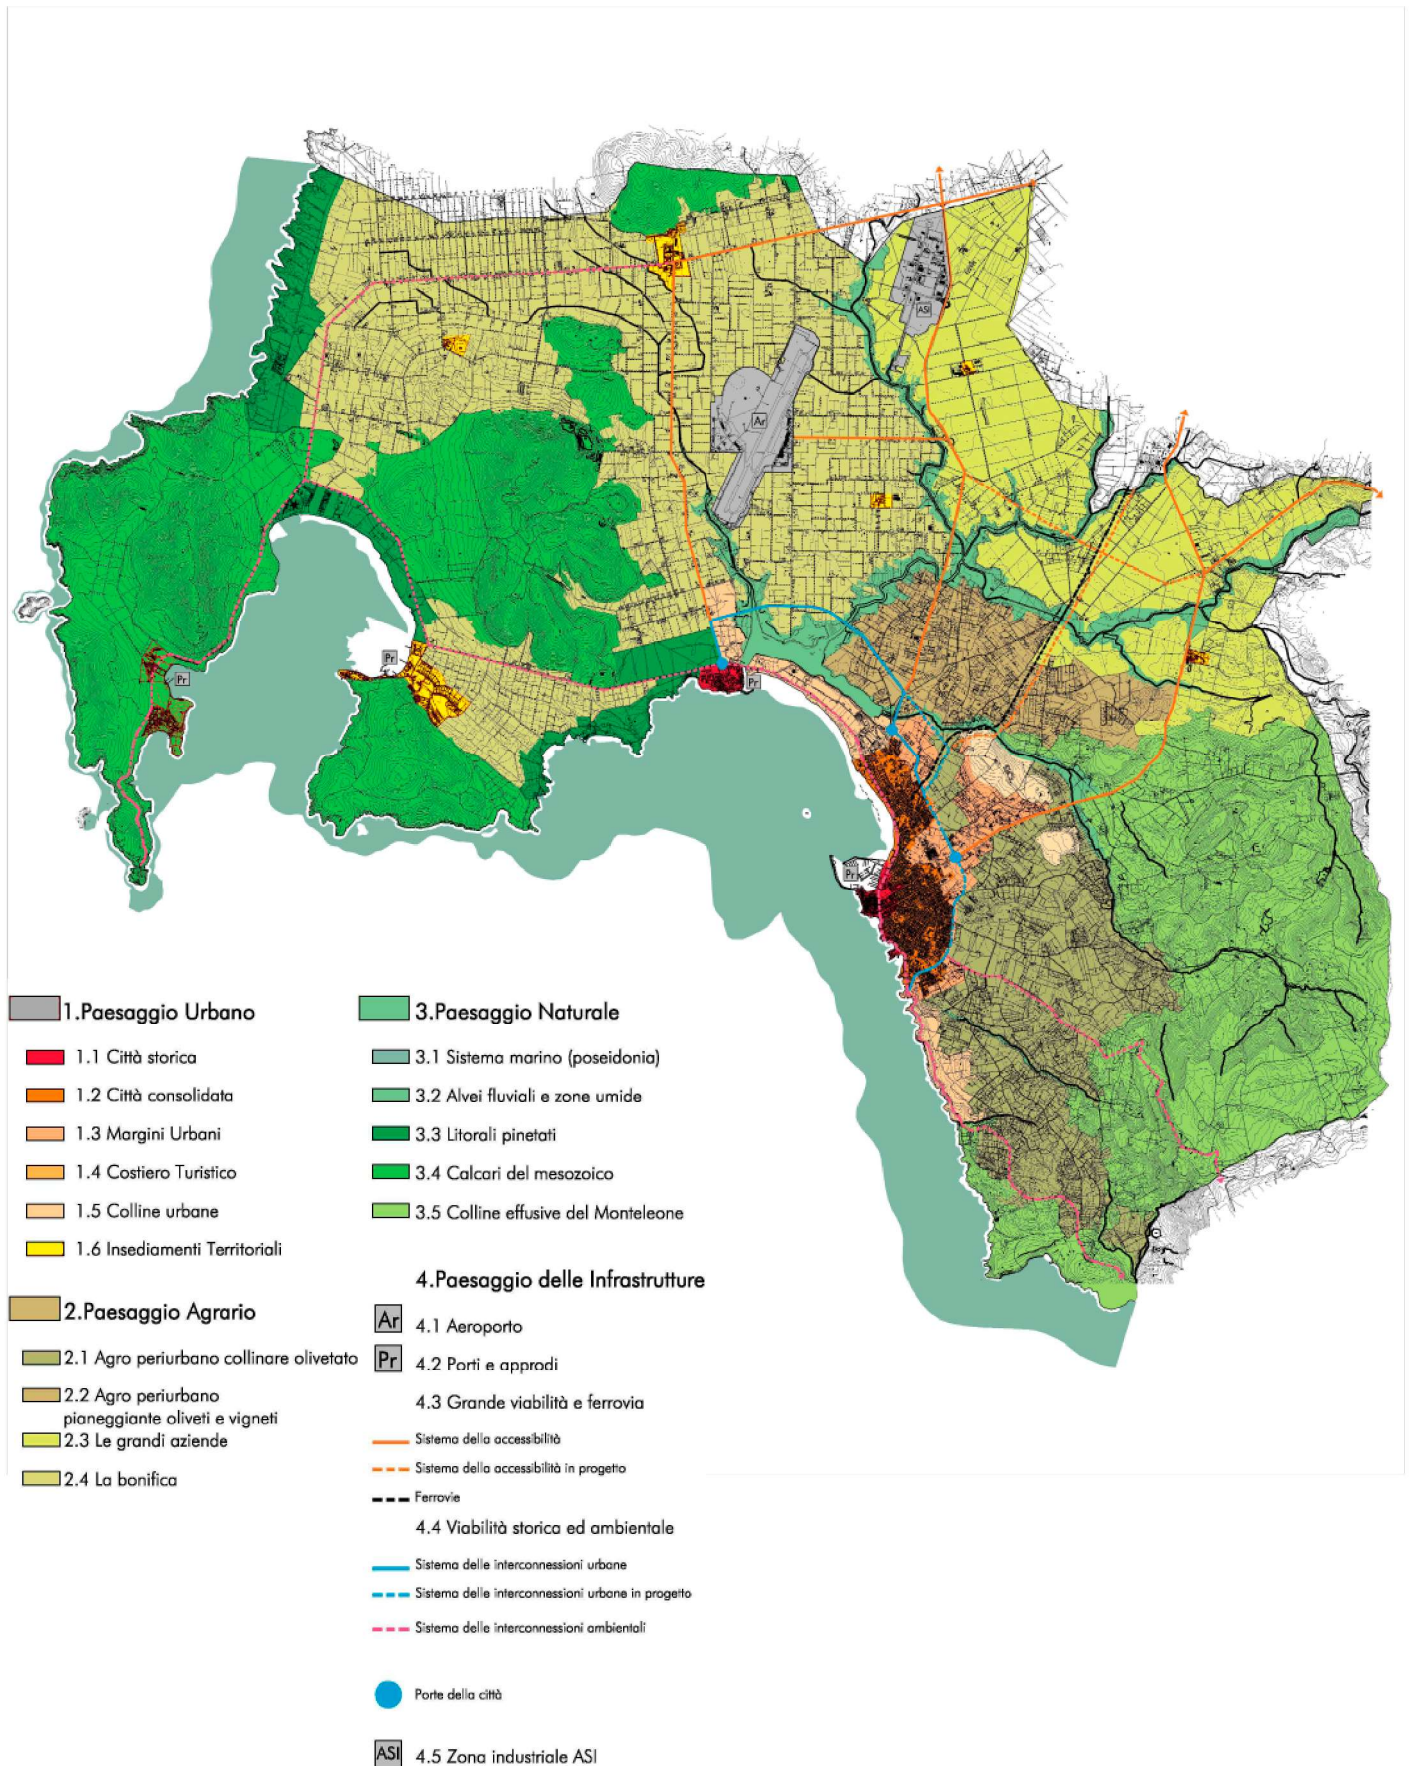 ASI
Ar
Pr
Pr
Pr
Pr
1.Paesaggio Urbano
1.1 Città storica
1.2 Città consolidata
1.3 Margini Urbani
1.4 Costiero Turistico
1.5 Colline urbane
1.6 Insediamenti Territoriali
2.Paesaggio Agrario
2.1 Agro periurbano collinare olivetato
2.2 Agro periurbano
pianeggiante oliveti e vigneti
2.3 Le grandi aziende
2.4 La bonifica
3.Paesaggio Naturale
3.1 Sistema marino (poseidonia)
3.2 Alvei fluviali e zone umide
3.3 Litorali pinetati
3.4 Calcari del mesozoico
3.5 Colline effusive del Monteleone
4.Paesaggio delle Infrastrutture
Ar 4.1 Aeroporto
Pr 4.2 Porti e approdi
4.3 Grande viabilità e ferrovia
Sistema della accessibilità
Sistema della accessibilità in progetto
Ferrovie
4.4 Viabilità storica ed ambientale
Sistema delle interconnessioni urbane
Sistema delle interconnessioni urbane in progetto
Sistema delle interconnessioni ambientali
Porte della città
ASI 4.5 Zona industriale ASI